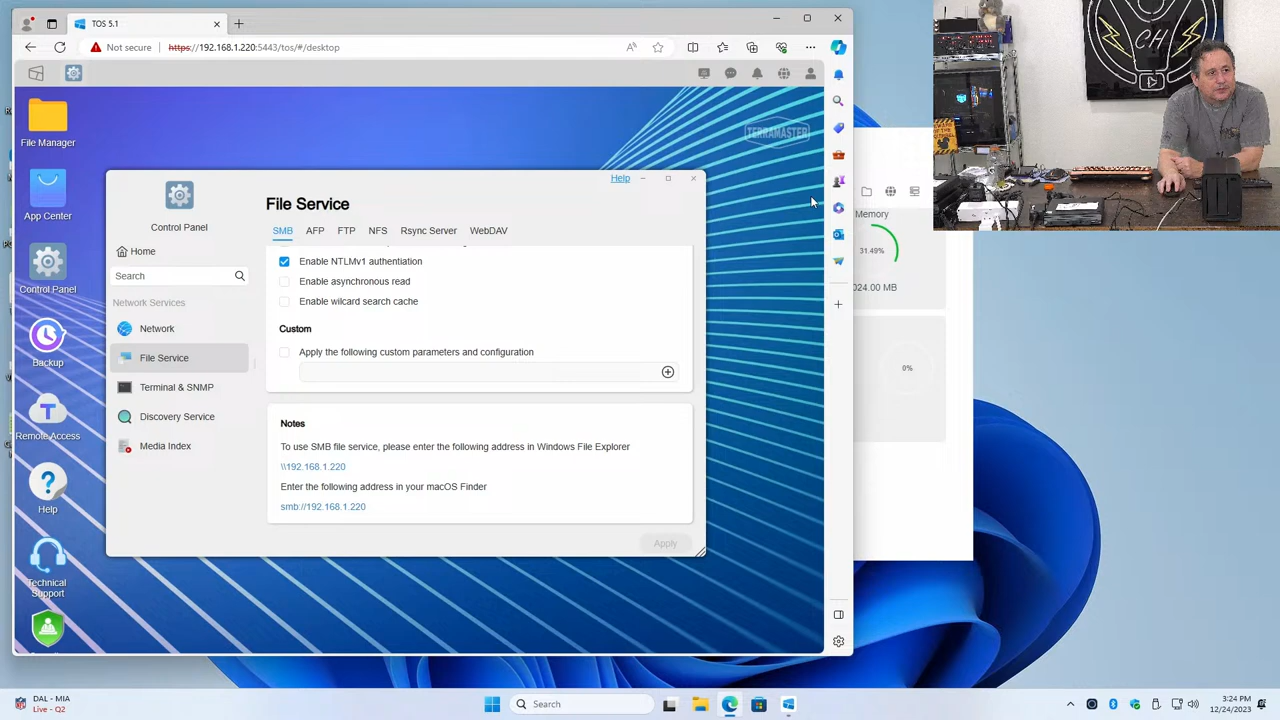 TOS 5.1
Not secure
https://192.168.1.220:5443/tos/#/desktop
File Manager
TERRAMASTER
CH
Help
File Service
App Center
Control Panel
SMB
AFP
FTP
NFS
Rsync Server
WebDAV
Memory
Home
Enable NTLMv1 authentiation
31.49%
Search
Enable asynchronous read
Control Panel
024.00 MB
Network Services
Enable wilcard search cache
Network
Custom
File Service
Apply the following custom parameters and configuration
Backup
0%
Terminal & SNMP
Discovery Service
Notes
Remote Access
Media Index
To use SMB file service, please enter the following address in Windows File Explorer
\\192.168.1.220
Enter the following address in your macOS Finder
Help
smb://192.168.1.220
Apply
Technical
Support
DAL - MIA
Live - Q2
Search
3:24 PM
12/24/2023